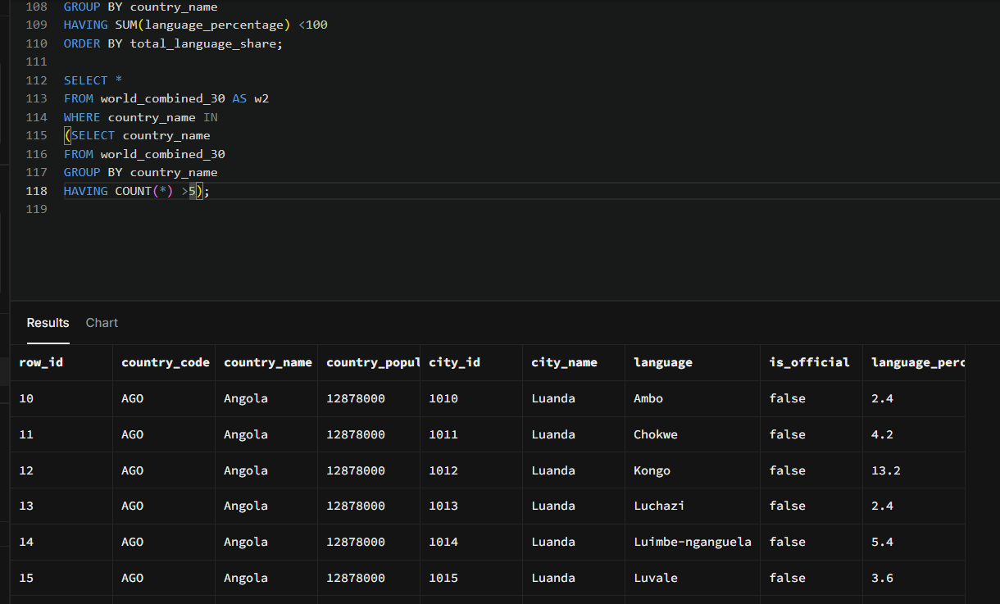 108 GROUP BY country_name
109 HAVING SUM(language_percentage) <100
110 ORDER BY total_language_share;
111
112 SELECT *
113 FROM world_combined_30 AS w2
114 WHERE country_name IN
115 (SELECT country_name
116 FROM world_combined_30
117 GROUP BY country_name
118 HAVING COUNT(*) >5);
119
Results Chart
row_id country_code country_name country_popul city_id city_name language is_official language_perc
10 AGO Angola 12878000 1010 Luanda Ambo false 2.4
11 AGO Angola 12878000 1011 Luanda Chokwe false 4.2
12 AGO Angola 12878000 1012 Luanda Kongo false 13.2
13 AGO Angola 12878000 1013 Luanda Luchazi false 2.4
14 AGO Angola 12878000 1014 Luanda Luimbe-nganguela false 5.4
15 AGO Angola 12878000 1015 Luanda Luvale false 3.6